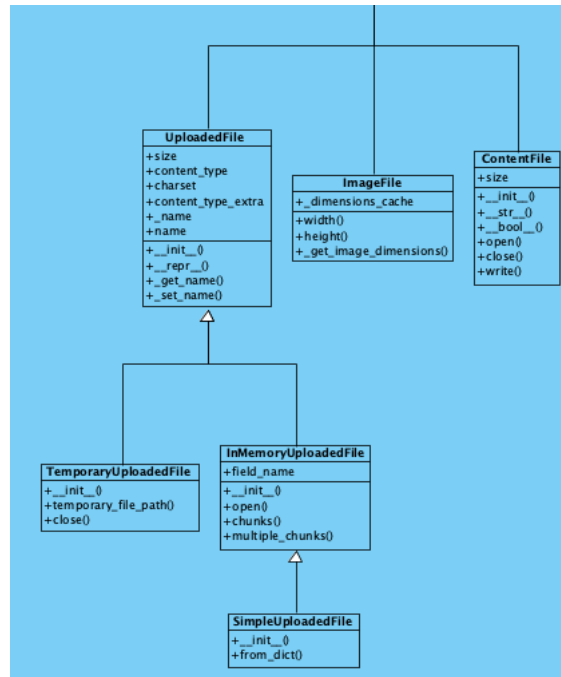 UploadedFile
+size
+content_type
+charset
+content_type_extra
+_name
+name
+__init__()
+__repr__()
+_get_name()
+_set_name()
ImageFile
+_dimensions_cache
+width()
+height()
+_get_image_dimensions()
ContentFile
+size
+__init__()
+__str__()
+__bool__()
+open()
+close()
+write()
TemporaryUploadedFile
+__init__()
+temporary_file_path()
+close()
InMemoryUploadedFile
+field_name
+__init__()
+open()
+chunks()
+multiple_chunks()
SimpleUploadedFile
+__init__()
+from_dict()